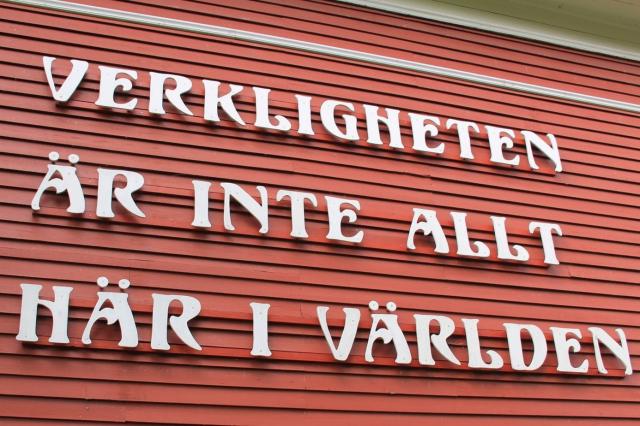 VERKLIGHETEN
ÄR INTE ALLT
HÄR I VÄRLDEN